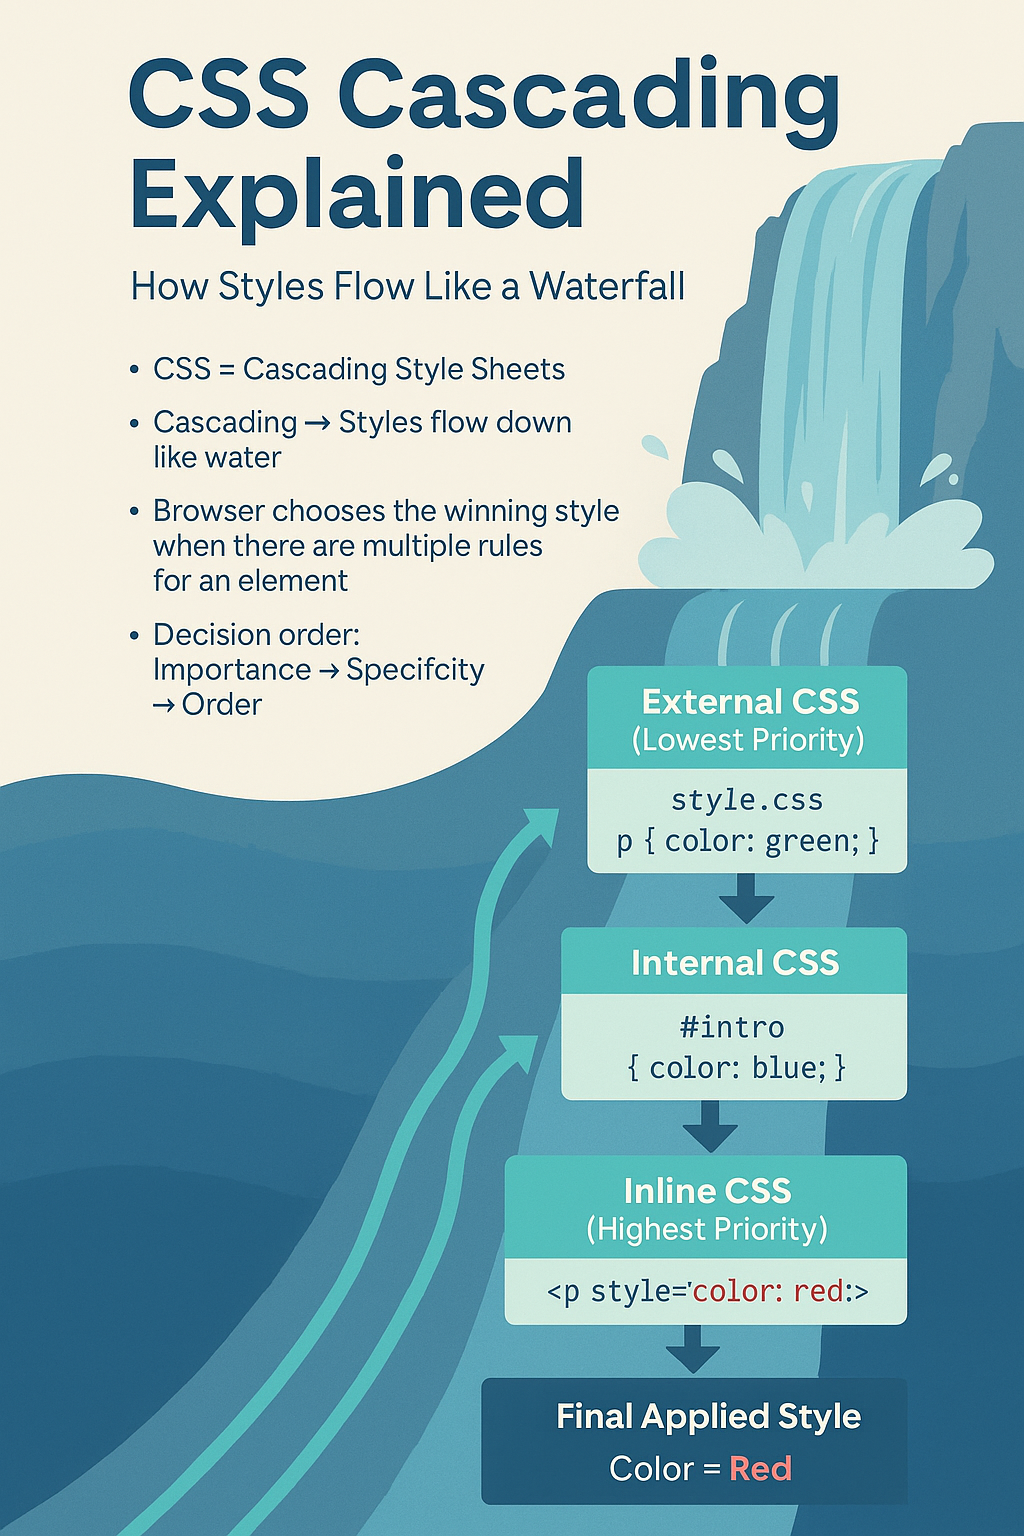 CSS Cascading
Explained
How Styles Flow Like a Waterfall
• CSS = Cascading Style Sheets
• Cascading → Styles flow down
like water
• Browser chooses the winning style
when there are multiple rules
for an element
• Decision order:
Importance → Specifcity
→ Order
External CSS
(Lowest Priority)
style.css
p { color: green; }
Internal CSS
#intro
{ color: blue; }
Inline CSS
(Highest Priority)
<p style='color: red:>
Final Applied Style
Color = Red